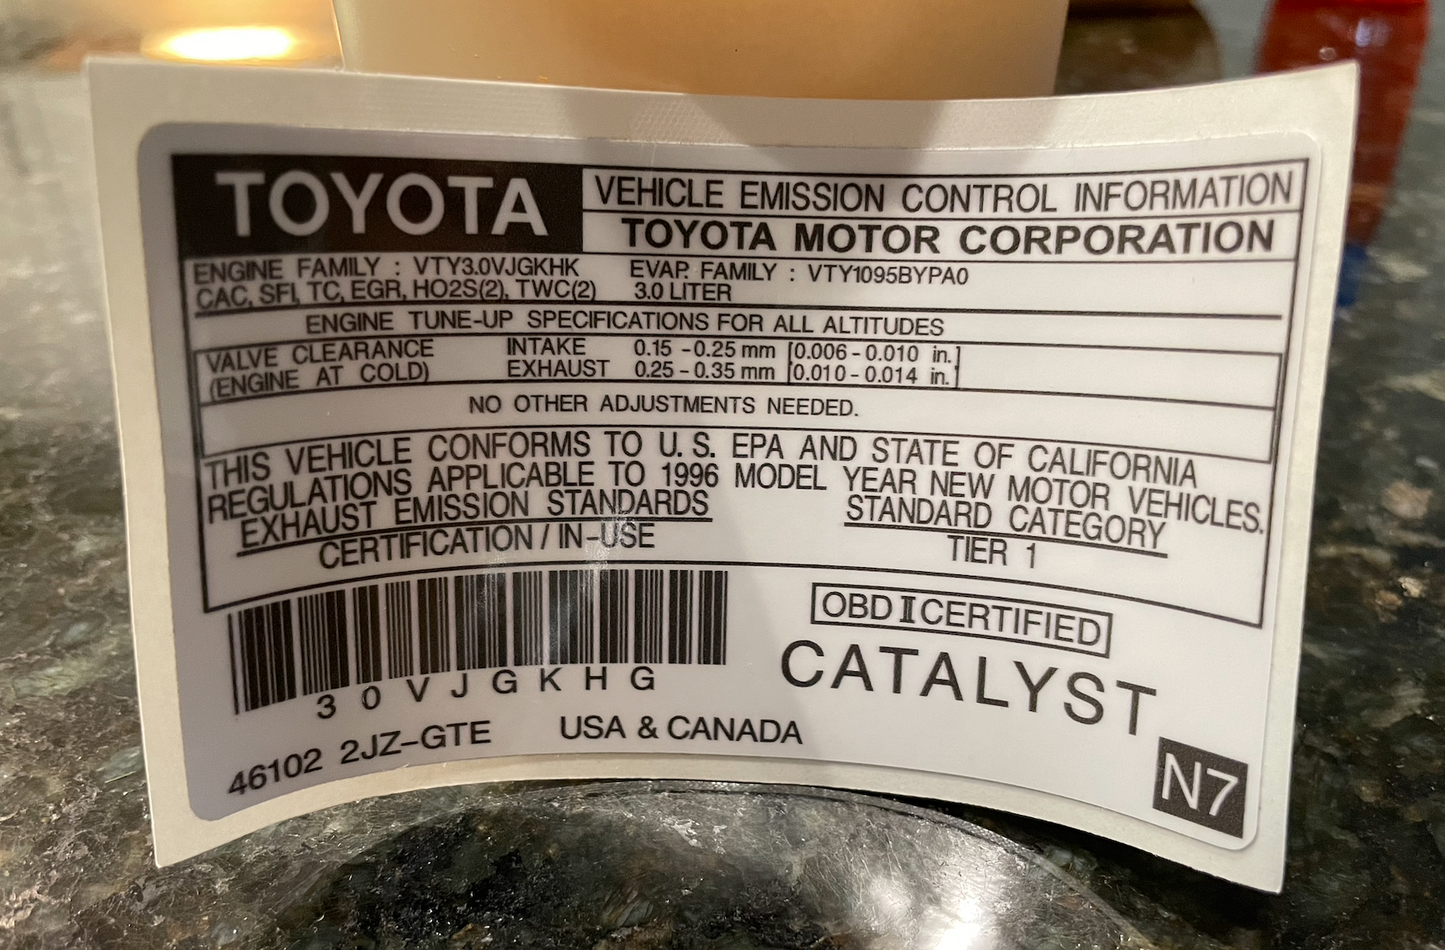 TOYOTA
VEHICLE EMISSION CONTROL INFORMATION
TOYOTA MOTOR CORPORATION
ENGINE FAMILY : VTY3.0VJGKHK EVAP. FAMILY : VTY1095BYPA0
CAC, SFI, TC, EGR, HO2S(2), TWC(2) 3.0 LITER
ENGINE TUNE-UP SPECIFICATIONS FOR ALL ALTITUDES
VALVE CLEARANCE INTAKE 0.15 - 0.25 mm [0.006 - 0.010 in.]
(ENGINE AT COLD) EXHAUST 0.25 - 0.35 mm [0.010 - 0.014 in.]
NO OTHER ADJUSTMENTS NEEDED.
THIS VEHICLE CONFORMS TO U.S. EPA AND STATE OF CALIFORNIA
REGULATIONS APPLICABLE TO 1996 MODEL YEAR NEW MOTOR VEHICLES.
EXHAUST EMISSION STANDARDS STANDARD CATEGORY
CERTIFICATION / IN-USE TIER 1
OBD II CERTIFIED
30VJGKHG
CATALYST
46102 2JZ-GTE USA & CANADA
N7